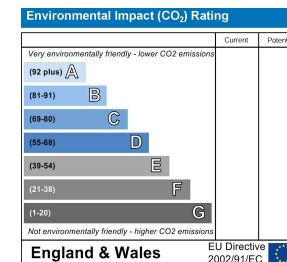 Environmental Impact (CO₂) Rating
Current Potent
Very environmentally friendly - lower CO2 emissions
(92 plus) A
(81-91) B
(69-80) C
(55-68) D
(39-54) E
(21-38) F
(1-20) G
Not environmentally friendly - higher CO2 emissions
England & Wales
EU Directive
2002/91/EC